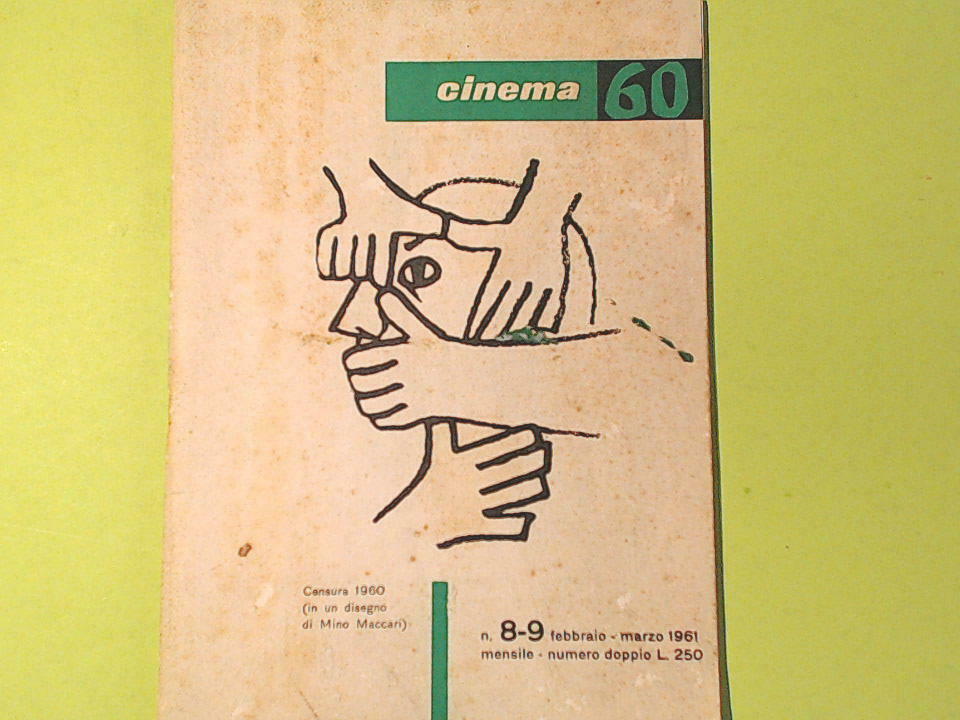 cinema 60
Censura 1960
(in un disegno
di Mino Maccari)
n. 8-9 febbraio - marzo 1961
mensile - numero doppio L. 250